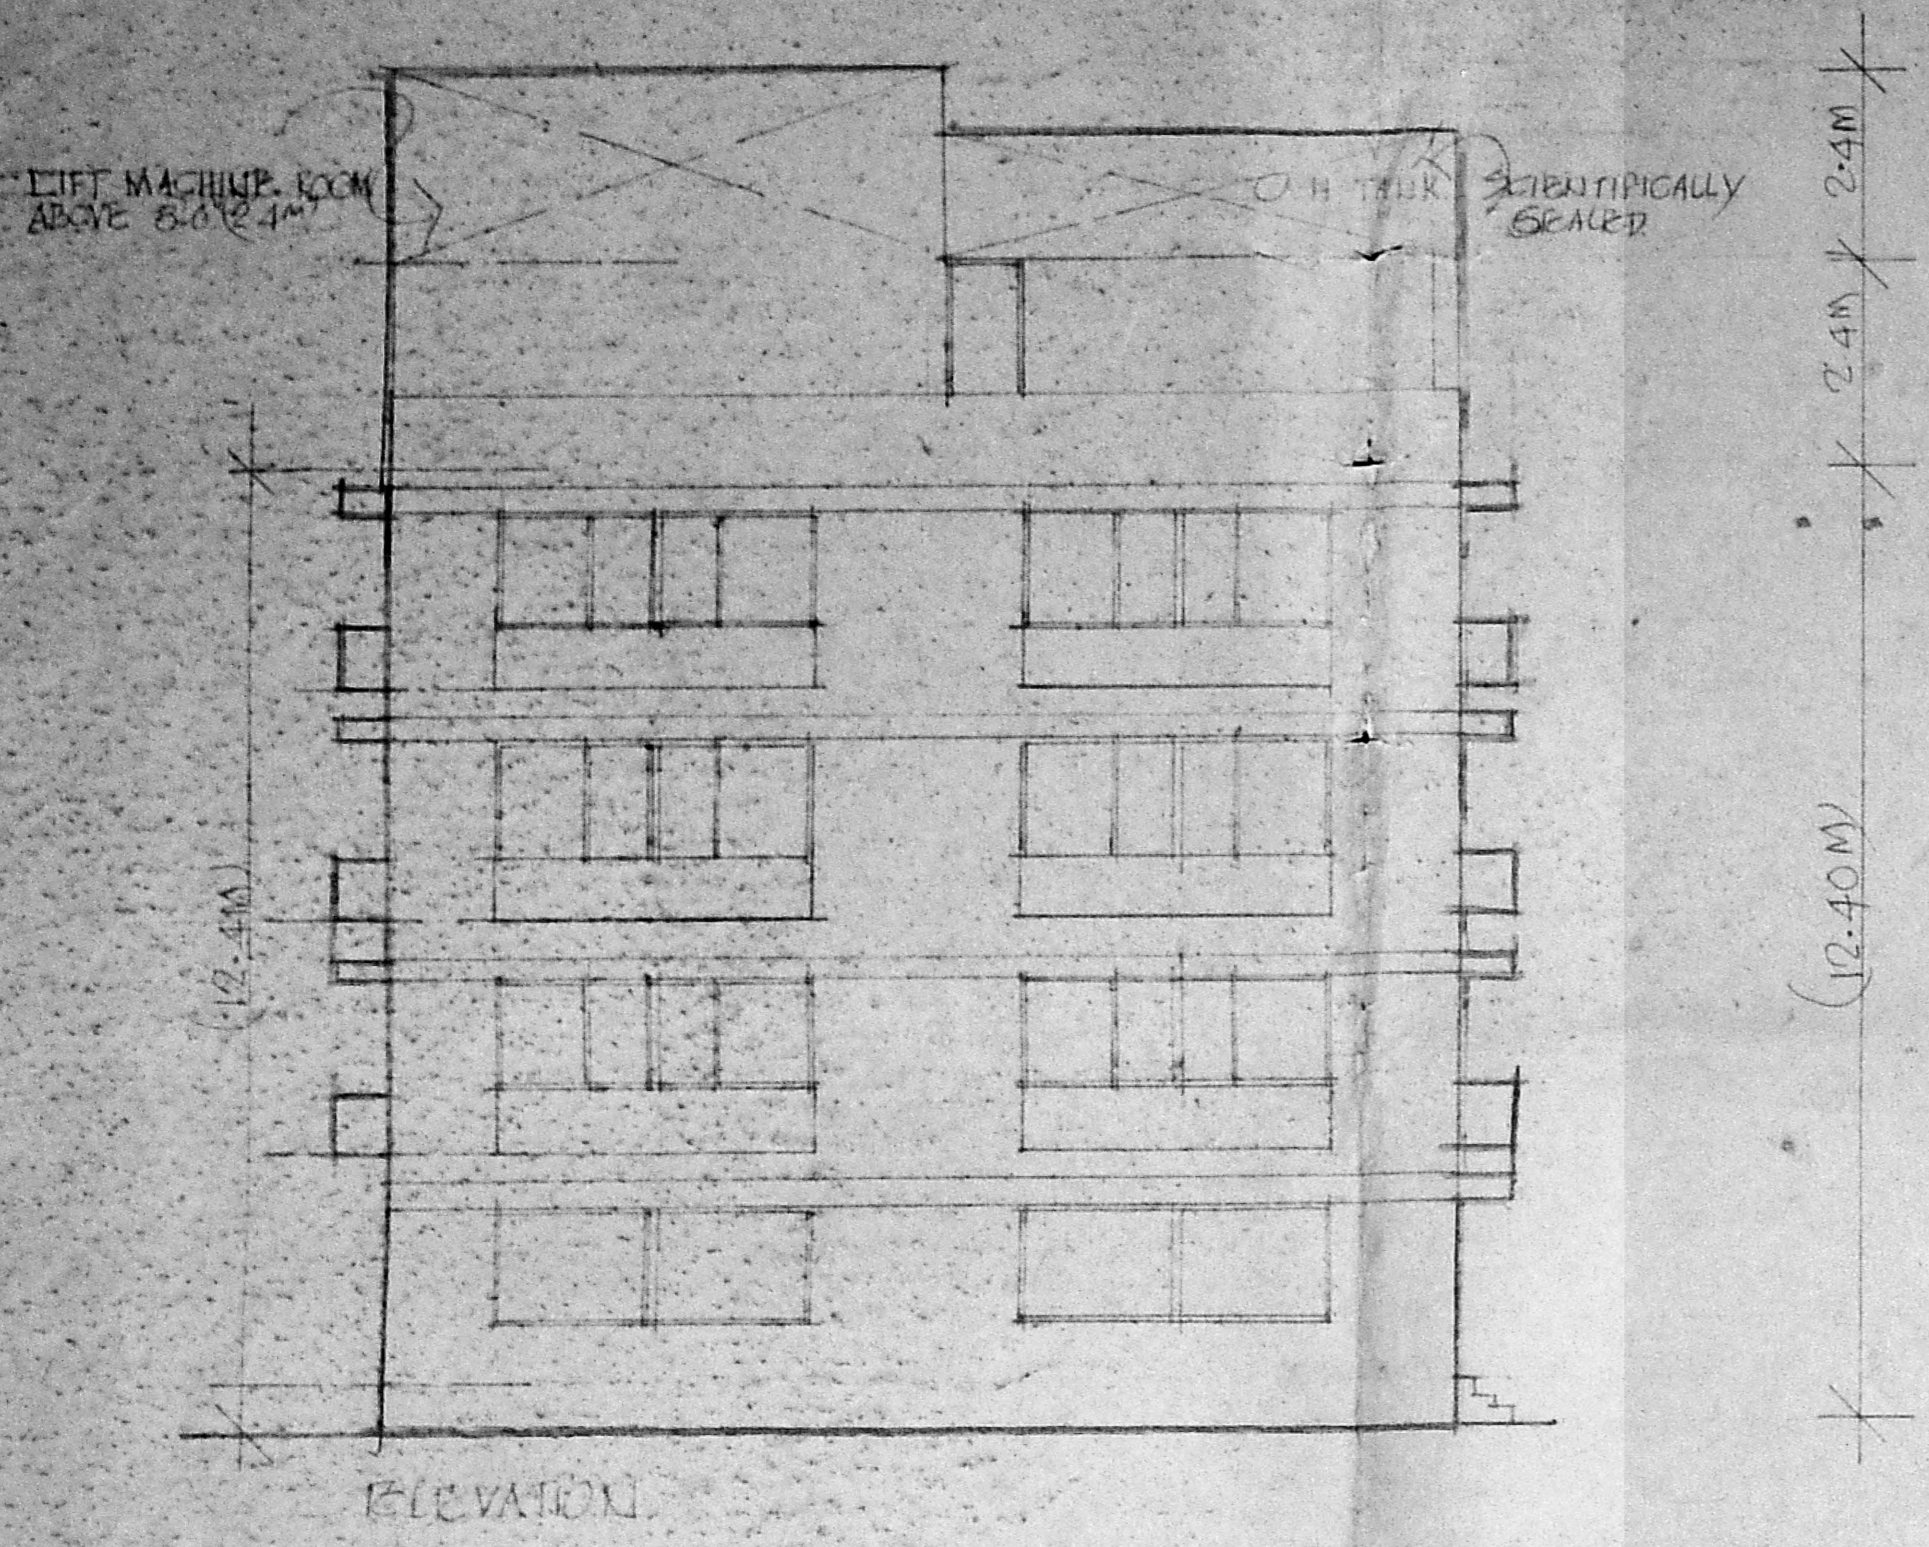 LIFT MACHINE ROOM
ABOVE 8-0 (2.4M)
O H TANK SCIENTIFICALLY
SEALED
2.4M
2.4M
(12.4M)
(12.40M)
ELEVATION